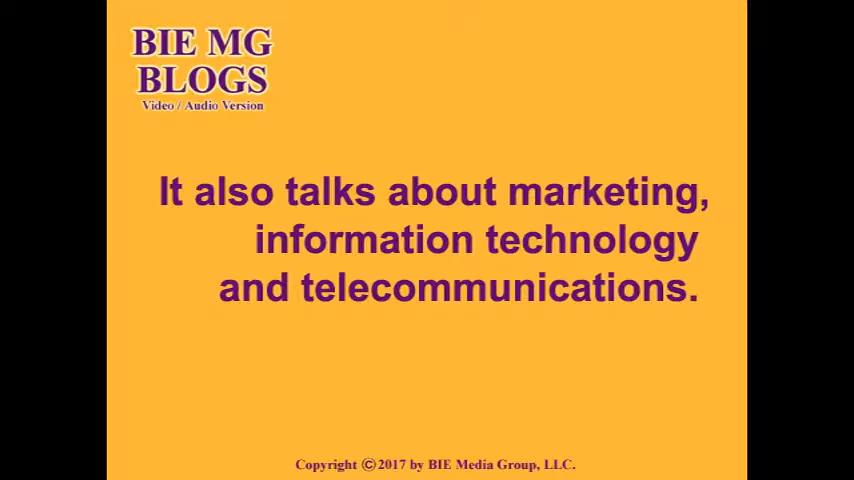 BIE MG
BLOGS
Video / Audio Version
It also talks about marketing,
information technology
and telecommunications.
Copyright ©2017 by BIE Media Group, LLC.